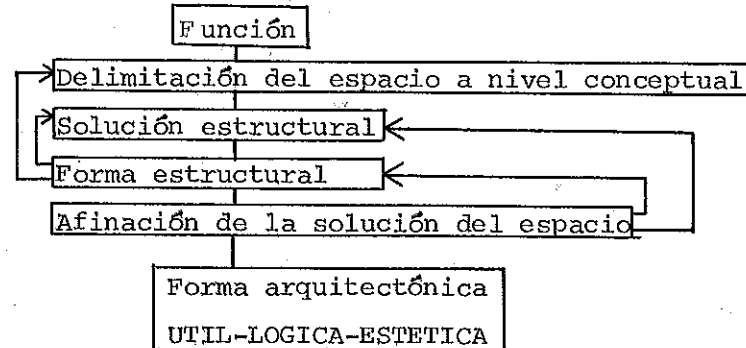 Función
Delimitación del espacio a nivel conceptual
Solución estructural
Forma estructural
Afinación de la solución del espacio
Forma arquitectónica
UTIL-LOGICA-ESTETICA